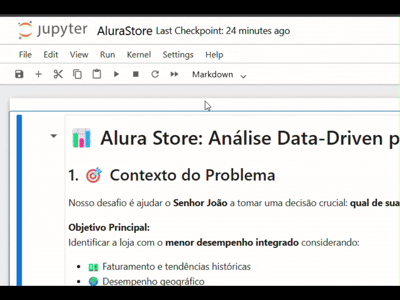 jupyter AluraStore Last Checkpoint: 24 minutes ago
File Edit View Run Kernel Settings Help
Markdown
Alura Store: Análise Data-Driven p
1. Contexto do Problema
Nosso desafio é ajudar o Senhor João a tomar uma decisão crucial: qual de sua
Objetivo Principal:
Identificar a loja com o menor desempenho integrado considerando:
Faturamento e tendências históricas
Desempenho geográfico